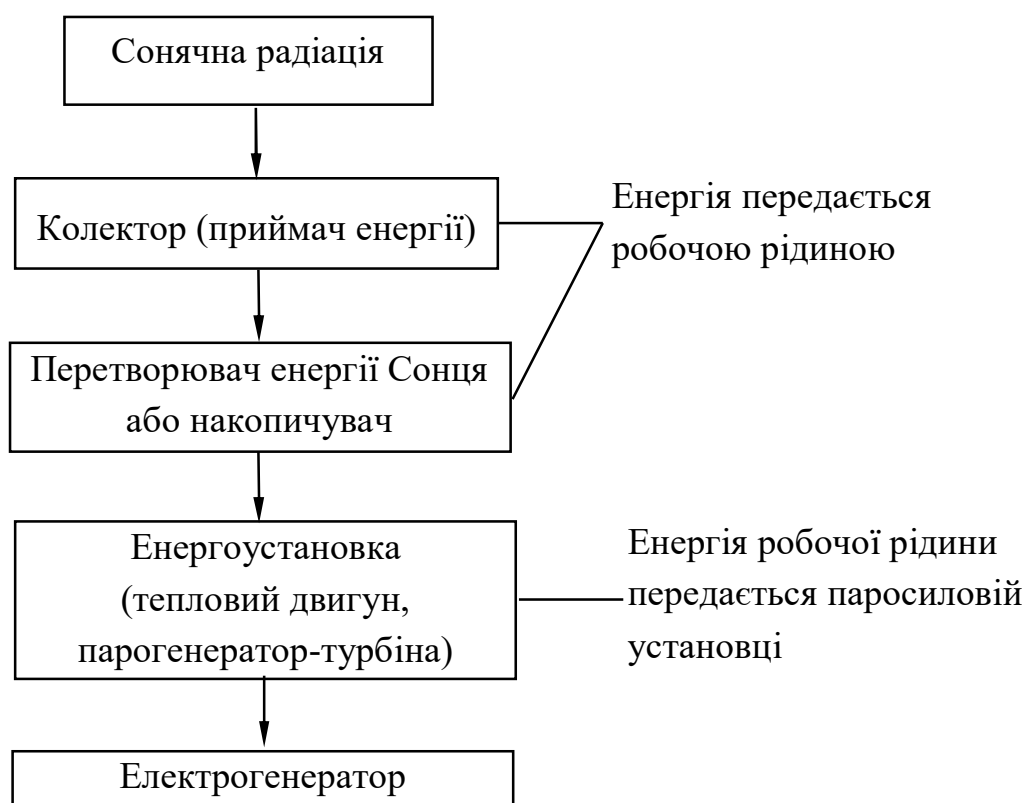 Сонячна радіація
Колектор (приймач енергії)
Енергія передається
робочою рідиною
Перетворювач енергії Сонця
або накопичувач
Енергоустановка
(тепловий двигун,
парогенератор-турбіна)
Енергія робочої рідини
передається паросиловій
установці
Електрогенератор